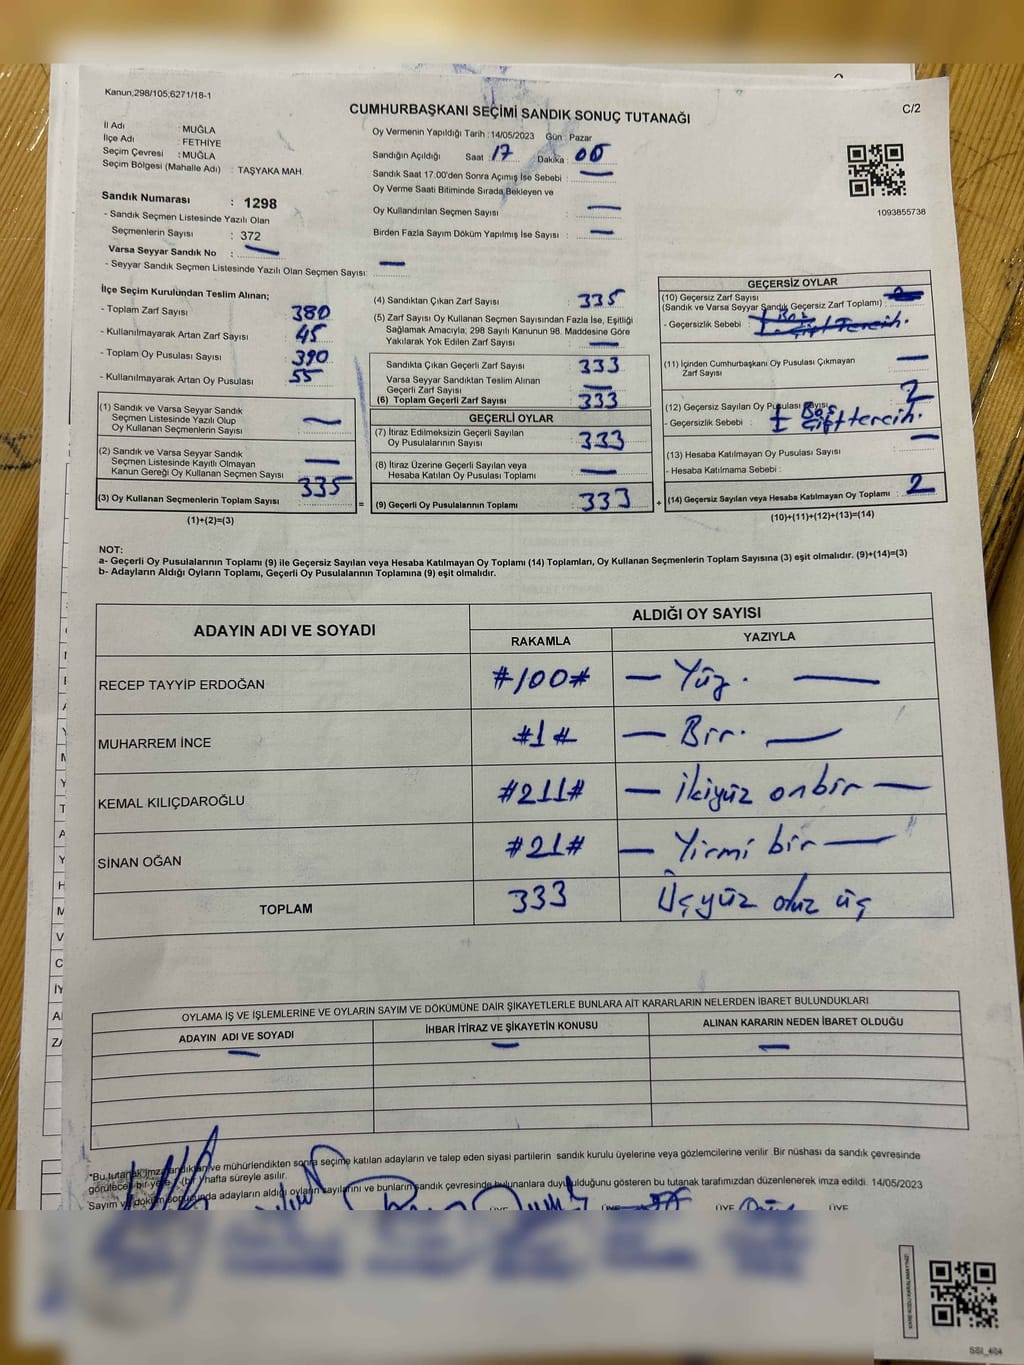 Kanun;298/105;6271/18-1
CUMHURBAŞKANI SEÇİMİ SANDIK SONUÇ TUTANAĞI
C/2
İl Adı : MUĞLA
İlçe Adı : FETHİYE
Seçim Çevresi : MUĞLA
Seçim Bölgesi (Mahalle Adı) : TAŞYAKA MAH.
Sandık Numarası : 1298
- Sandık Seçmen Listesinde Yazılı Olan
Seçmenlerin Sayısı : 372
Varsa Seyyar Sandık No : —
- Seyyar Sandık Seçmen Listesinde Yazılı Olan Seçmen Sayısı: —
Oy Vermenin Yapıldığı Tarih :14/05/2023 Gün : Pazar
Sandığın Açıldığı Saat : 17 Dakika : 00
Sandık Saat 17:00'den Sonra Açımış İse Sebebi : —
Oy Verme Saati Bitiminde Sırada Bekleyen ve
Oy Kullandırılan Seçmen Sayısı : —
Birden Fazla Sayım Döküm Yapılmış İse Sayısı : —
1093855738
İlçe Seçim Kurulundan Teslim Alınan;
- Toplam Zarf Sayısı : 380
- Kullanılmayarak Artan Zarf Sayısı : 45
- Toplam Oy Pusulası Sayısı : 390
- Kullanılmayarak Artan Oy Pusulası : 55
(1) Sandık ve Varsa Seyyar Sandık
Seçmen Listesinde Yazılı Olup
Oy Kullanan Seçmenlerin Sayısı : —
(2) Sandık ve Varsa Seyyar Sandık
Seçmen Listesinde Kayıtlı Olmayan
Kanun Gereği Oy Kullanan Seçmen Sayısı : —
(3) Oy Kullanan Seçmenlerin Toplam Sayısı : 335
(1)+(2)=(3)
=
(4) Sandıktan Çıkan Zarf Sayısı : 335
(5) Zarf Sayısı Oy Kullanan Seçmen Sayısından Fazla İse, Eşitliği
Sağlamak Amacıyla; 298 Sayılı Kanunun 98. Maddesine Göre
Yakılarak Yok Edilen Zarf Sayısı : —
Sandıkta Çıkan Geçerli Zarf Sayısı : 333
Varsa Seyyar Sandıktan Teslim Alınan
Geçerli Zarf Sayısı : —
(6) Toplam Geçerli Zarf Sayısı : 333
GEÇERLİ OYLAR
(7) İtiraz Edilmeksizin Geçerli Sayılan
Oy Pusulalarının Sayısı : 333
(8) İtiraz Üzerine Geçerli Sayılan veya
Hesaba Katılan Oy Pusulası Toplamı : —
(9) Geçerli Oy Pusulalarının Toplamı : 333
+
GEÇERSİZ OYLAR
(10) Geçersiz Zarf Sayısı
(Sandık ve Varsa Seyyar Sandık Geçersiz Zarf Toplamı) :
- Geçersizlik Sebebi : 1 Boş
1 Çift Tercih.
(11) İçinden Cumhurbaşkanı Oy Pusulası Çıkmayan
Zarf Sayısı : —
(12) Geçersiz Sayılan Oy Pusulası Sayısı : 2
- Geçersizlik Sebebi : 1 Boş
1 Çift tercih.
(13) Hesaba Katılmayan Oy Pusulası Sayısı : —
- Hesaba Katılmama Sebebi :
(14) Geçersiz Sayılan veya Hesaba Katılmayan Oy Toplamı : 2
(10)+(11)+(12)+(13)=(14)
NOT:
a- Geçerli Oy Pusulalarının Toplamı (9) ile Geçersiz Sayılan veya Hesaba Katılmayan Oy Toplamı (14) Toplamları, Oy Kullanan Seçmenlerin Toplam Sayısına (3) eşit olmalıdır. (9)+(14)=(3)
b- Adayların Aldığı Oyların Toplamı, Geçerli Oy Pusulalarının Toplamına (9) eşit olmalıdır.
ADAYIN ADI VE SOYADI
ALDIĞI OY SAYISI
RAKAMLA YAZIYLA
RECEP TAYYİP ERDOĞAN #100# — Yüz. —
MUHARREM İNCE #1# — Bir. —
KEMAL KILIÇDAROĞLU #211# — İkiyüz onbir —
SİNAN OĞAN #21# — Yirmi bir —
TOPLAM 333 Üçyüz otuz üç
OYLAMA İŞ VE İŞLEMLERİNE VE OYLARIN SAYIM VE DÖKÜMÜNE DAİR ŞİKAYETLERLE BUNLARA AİT KARARLARIN NELERDEN İBARET BULUNDUKLARI
ADAYIN ADI VE SOYADI İHBAR İTİRAZ VE ŞİKAYETİN KONUSU ALINAN KARARIN NEDEN İBARET OLDUĞU
— — —
"Bu tutanak imzalandıktan ve mühürlendikten sonra seçime katılan adayların ve talep eden siyasi partilerin sandık kurulu üyelerine veya gözlemcilerine verilir. Bir nüshası da sandık çevresinde
görülecek bir yere (bir) hafta süreyle asılır.
Sayım ve döküm sonucunda adayların aldığı oyların sayılarını ve bunların sandık çevresinde bulunanlara duyurulduğunu gösteren bu tutanak tarafımızdan düzenlenerek imza edildi. 14/05/2023
ÜYE ÜYE ÜYE
SSI_404